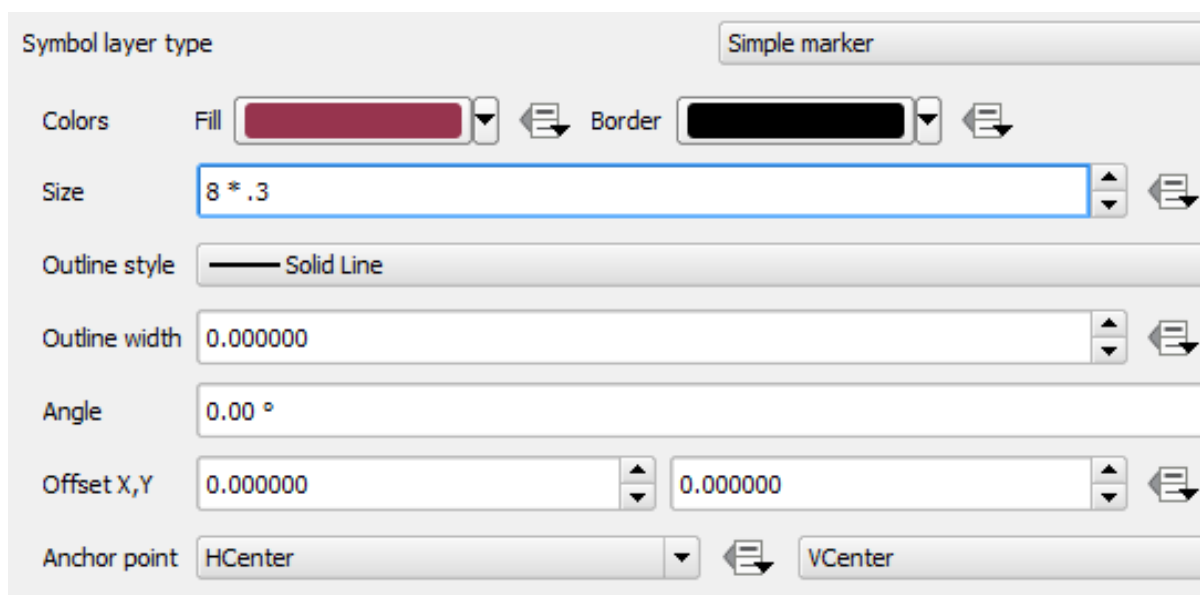 Symbol layer type Simple marker
Colors Fill Border
Size 8 * .3
Outline style Solid Line
Outline width 0.000000
Angle 0.00 °
Offset X,Y 0.000000 0.000000
Anchor point HCenter VCenter